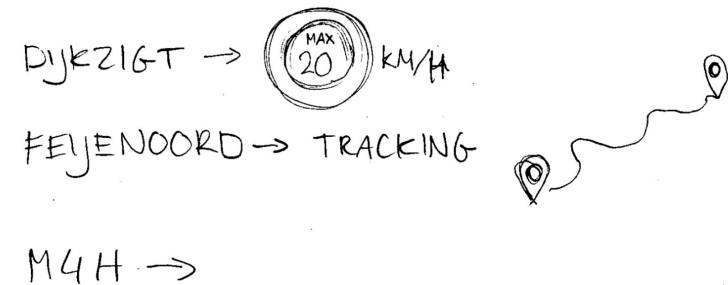 DIJKZIGT → MAX 20 KM/H
FEIJENOORD → TRACKING
M4H →